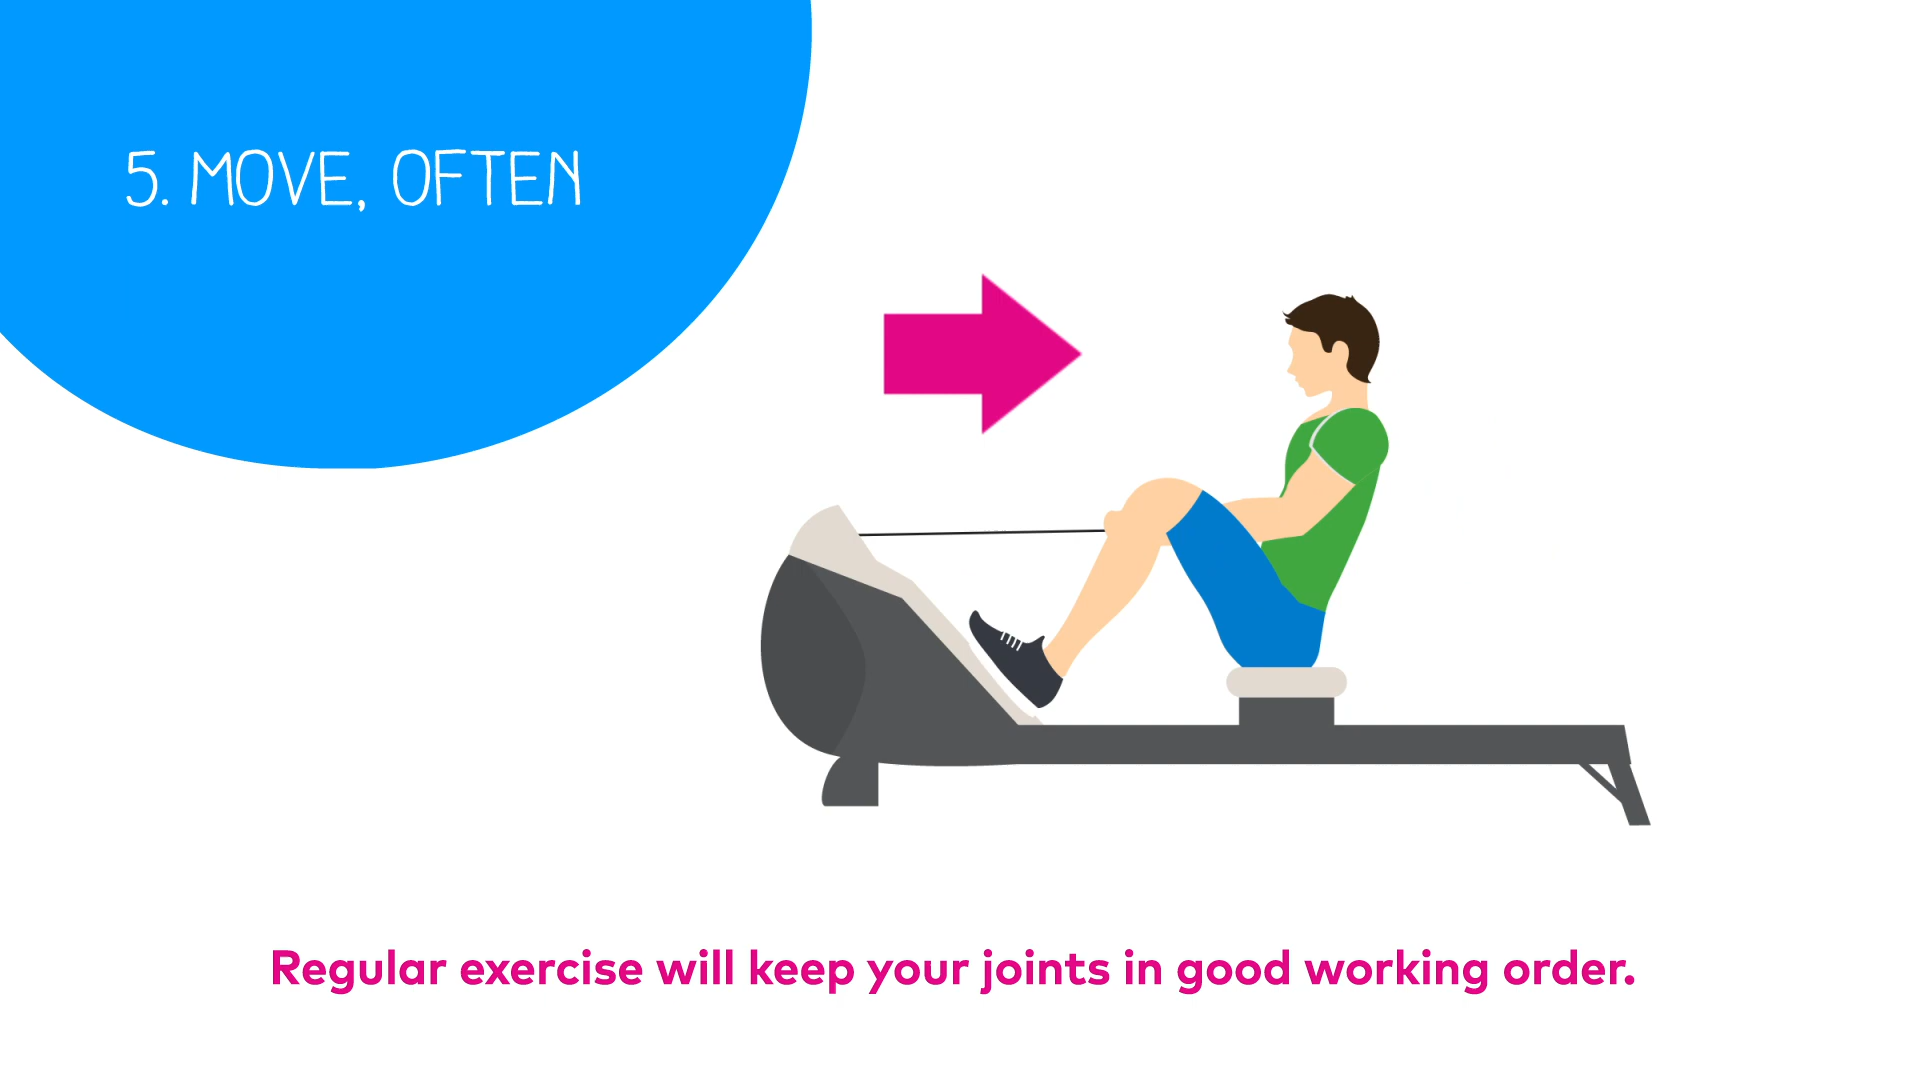 5. MOVE, OFTEN
Regular exercise will keep your joints in good working order.